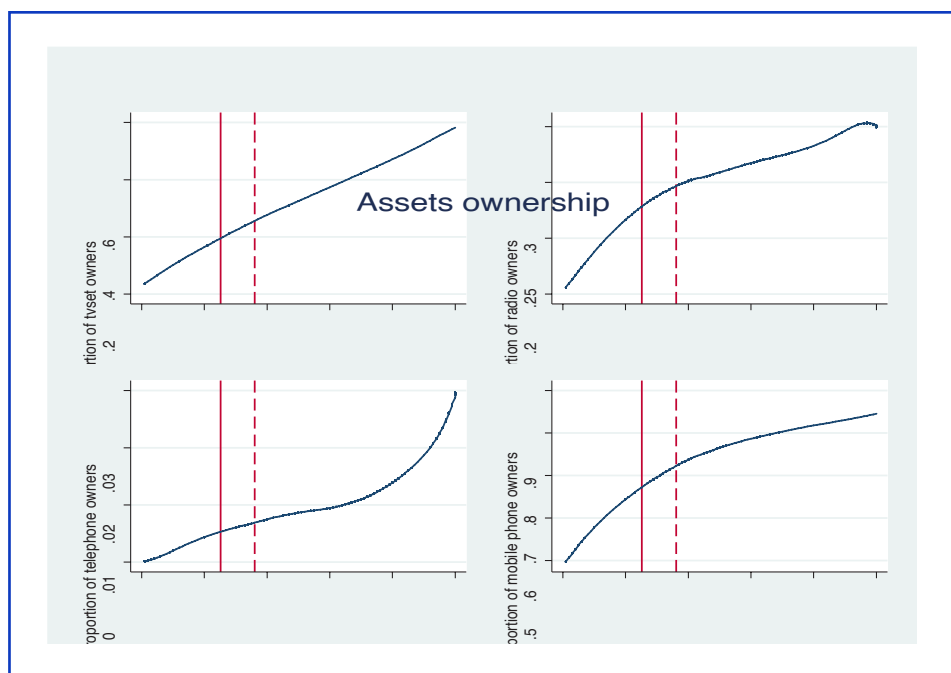 Assets ownership
rtion of tvset owners
.2 .4 .6
rtion of radio owners
.2 .25 .3
oportion of telephone owners
0 .01 .02 .03
portion of mobile phone owners
.5 .6 .7 .8 .9